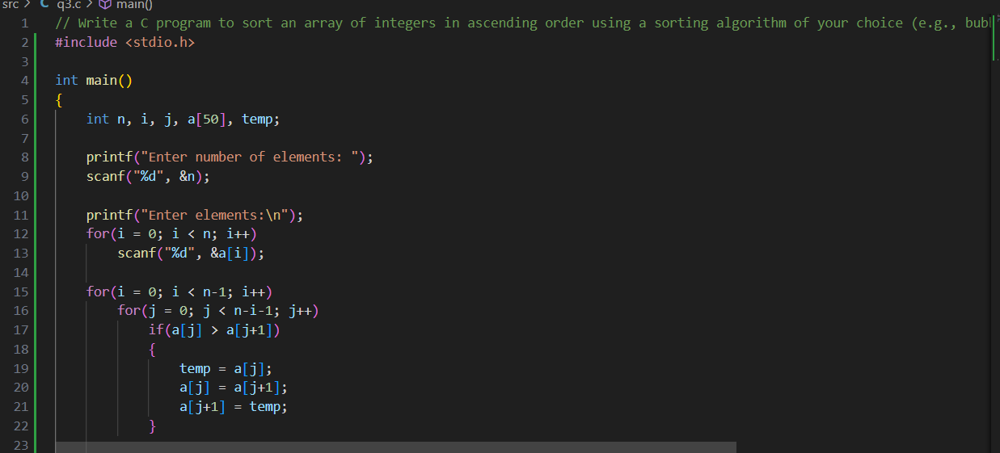 src > C q3.c > main()
1 // Write a C program to sort an array of integers in ascending order using a sorting algorithm of your choice (e.g.,
2 #include <stdio.h>
3
4 int main()
5 {
6     int n, i, j, a[50], temp;
7
8     printf("Enter number of elements: ");
9     scanf("%d", &n);
10
11     printf("Enter elements:\n");
12     for(i = 0; i < n; i++)
13         scanf("%d", &a[i]);
14
15     for(i = 0; i < n-1; i++)
16         for(j = 0; j < n-i-1; j++)
17             if(a[j] > a[j+1])
18             {
19                 temp = a[j];
20                 a[j] = a[j+1];
21                 a[j+1] = temp;
22             }
23